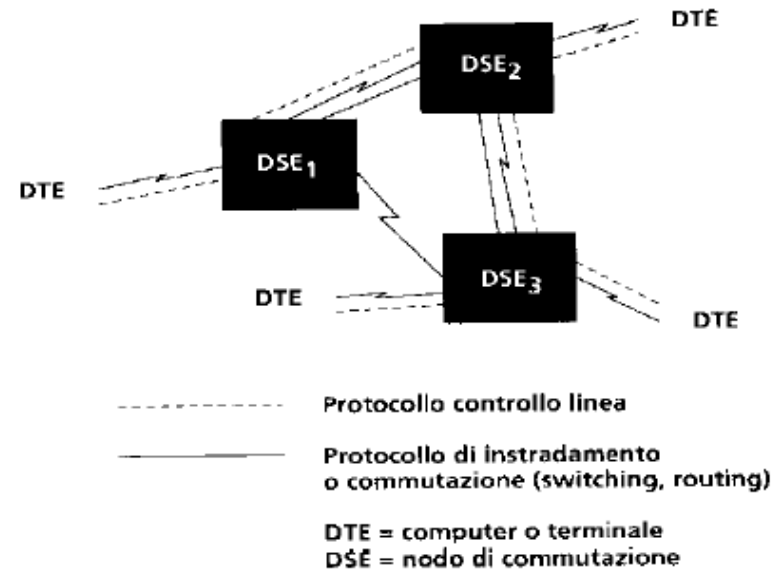 DTE
DSE2
DSE1
DTE
DSE3
DTE
DTE
Protocollo controllo linea
Protocollo di instradamento
o commutazione (switching, routing)
DTE = computer o terminale
DSE = nodo di commutazione